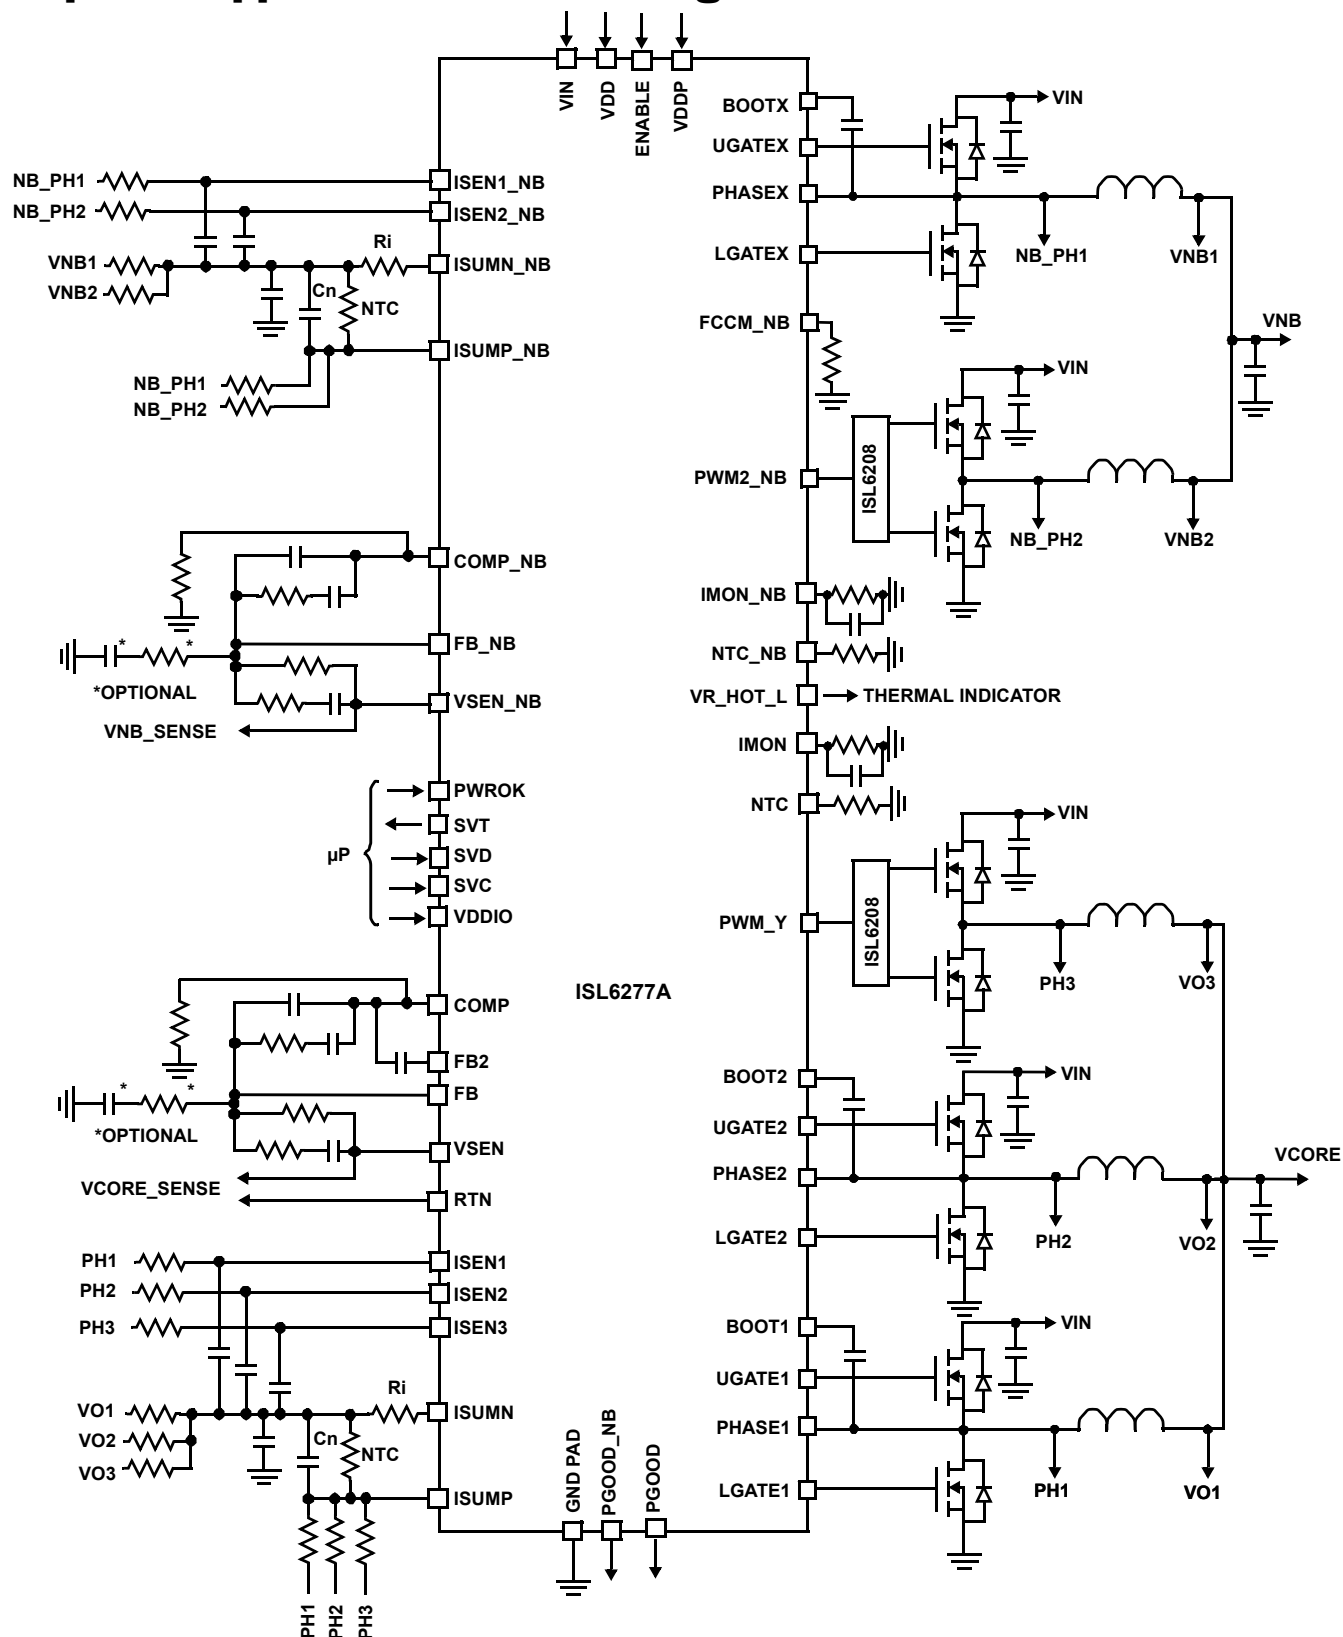 VIN
VDD
ENABLE
VDDP
BOOTX
UGATEX
PHASEX
LGATEX
FCCM_NB
PWM2_NB
IMON_NB
NTC_NB
VR_HOT_L
THERMAL INDICATOR
IMON
NTC
PWM_Y
BOOT2
UGATE2
PHASE2
LGATE2
BOOT1
UGATE1
PHASE1
LGATE1
NB_PH1
NB_PH2
VNB1
VNB2
Ri
Cn
NTC
NB_PH1
NB_PH2
ISEN1_NB
ISEN2_NB
ISUMN_NB
ISUMP_NB
COMP_NB
FB_NB
VSEN_NB
* *
*OPTIONAL
VNB_SENSE
µP
PWROK
SVT
SVD
SVC
VDDIO
ISL6277A
COMP
FB2
FB
VSEN
RTN
* *
*OPTIONAL
VCORE_SENSE
PH1
PH2
PH3
ISEN1
ISEN2
ISEN3
VO1
VO2
VO3
Ri
Cn
NTC
ISUMN
ISUMP
PH1
PH2
PH3
GND PAD
PGOOD_NB
PGOOD
VIN
NB_PH1
VNB1
VNB
VIN
ISL6208
NB_PH2
VNB2
VIN
ISL6208
PH3
VO3
VIN
PH2
VO2
VCORE
VIN
PH1
VO1